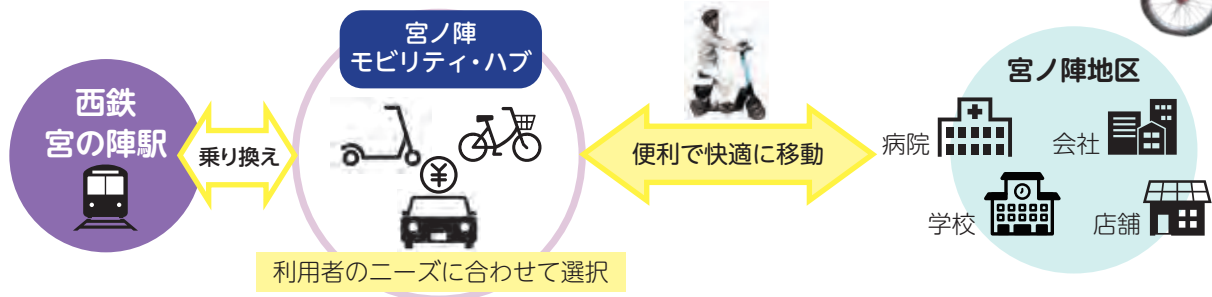 西鉄
宮の陣駅
乗り換え
宮ノ陣
モビリティ・ハブ
¥
利用者のニーズに合わせて選択
便利で快適に移動
宮ノ陣地区
病院
会社
学校
店舗